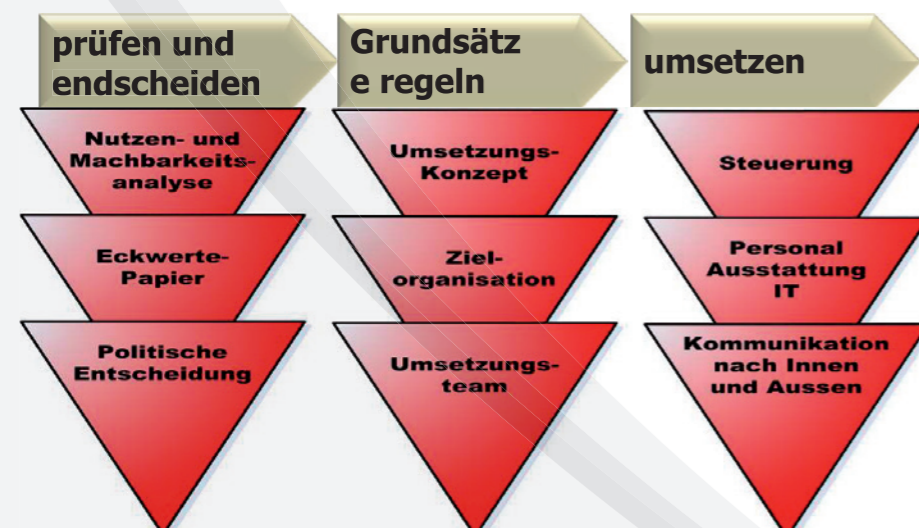 prüfen und
endscheiden
Grundsätz
e regeln
umsetzen
Nutzen- und
Machbarkeits-
analyse
Eckwerte-
Papier
Politische
Entscheidung
Umsetzungs-
Konzept
Ziel-
organisation
Umsetzungs-
team
Steuerung
Personal
Ausstattung
IT
Kommunikation
nach Innen
und Aussen